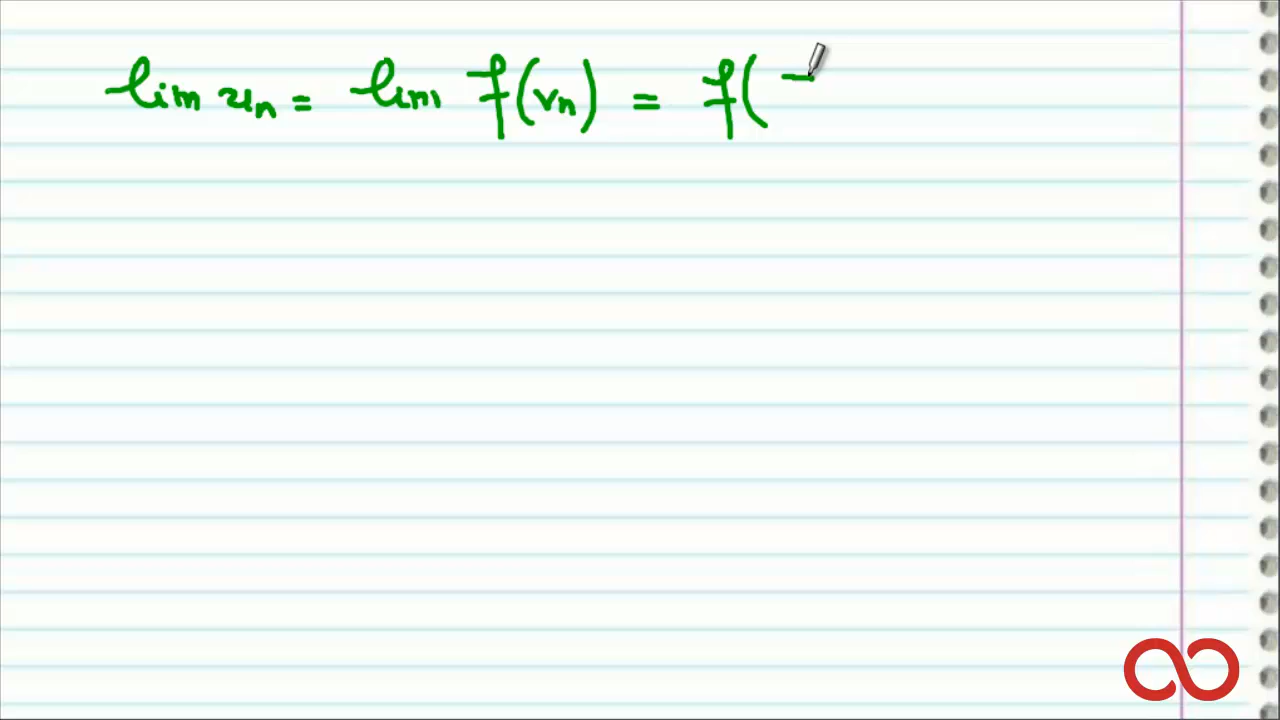 lim uₙ = lim f(vₙ) = f(